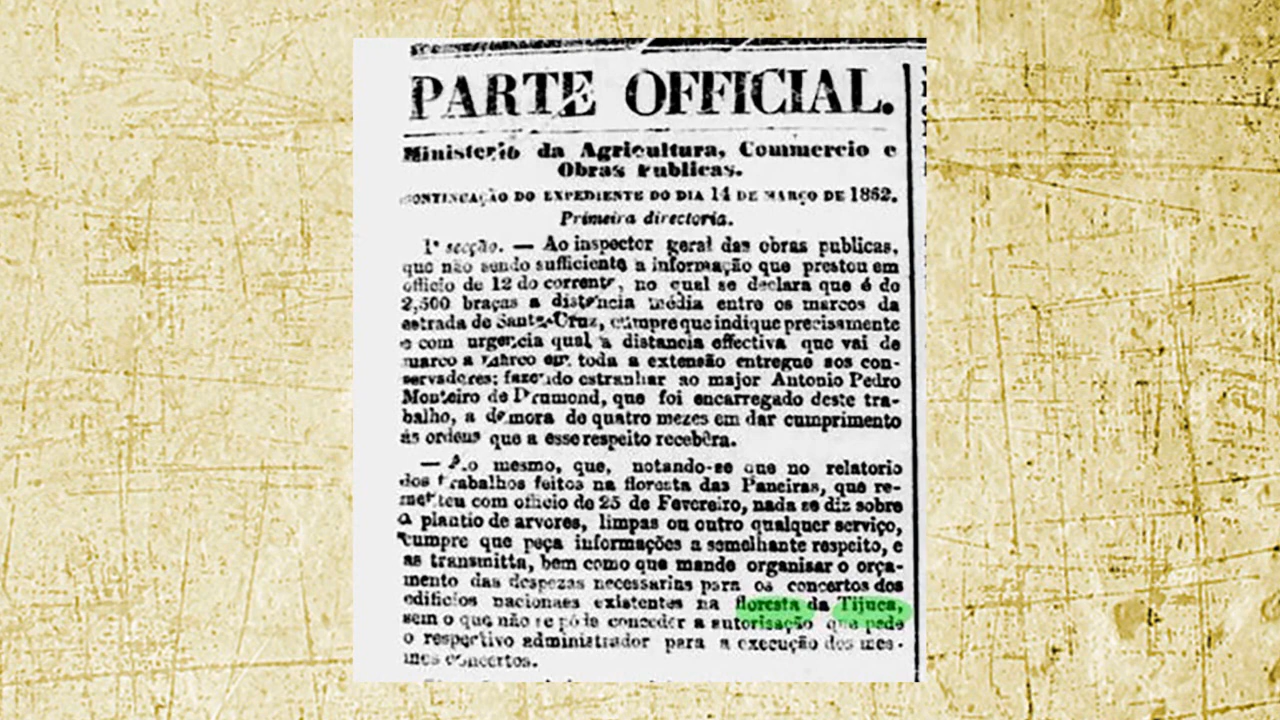 PARTE OFFICIAL.
Ministerio da Agricultura, Commercio e
Obras Publicas.
CONTINUAÇÃO DO EXPEDIENTE DO DIA 14 DE MARÇO DE 1862.
Primeira directoria.
1ª secção. — Ao inspector geral das obras publicas,
que não sendo sufficiente a informação que prestou em
officio de 12 do corrente, no qual se declara que é de
2,500 braças a distancia média entre os marcos da
estrada de Santa Cruz, cumpre que indique precisamente
e com urgencia qual a distancia effectiva que vai de
marco a marco em toda a extensão entregue aos con-
servadores; fazendo estranhar ao major Antonio Pedro
Monteiro de Drumond, que foi encarregado deste tra-
balho, a demora de quatro mezes em dar cumprimento
ás ordens que a esse respeito recebêra.
— Ao mesmo, que, notando-se que no relatorio
dos trabalhos feitos na floresta das Paneiras, que re-
metteu com officio de 25 de Fevereiro, nada se diz sobre
o plantio de arvores, limpas ou outro qualquer serviço,
cumpre que peça informações a semelhante respeito, e
as transmitta, bem como que mande organisar o orça-
mento das despezas necessarias para os concertos dos
edificios nacionaes existentes na floresta da Tijuca,
sem o que não se póde conceder a autorisação que pede
o respectivo administrador para a execução dos mes-
mos concertos.